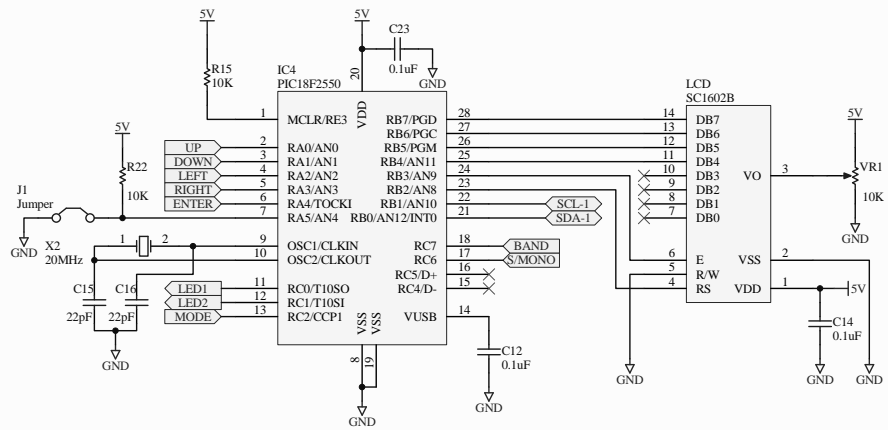 5V
5V
C23
0.1uF
GND
R15
10K
IC4
PIC18F2550
20
VDD
LCD
SC1602B
1 MCLR/RE3
RB7/PGD 28
14 DB7
RB6/PGC 27
13 DB6
5V
UP 2 RA0/AN0
RB5/PGM 26
12 DB5
5V
DOWN 3 RA1/AN1
RB4/AN11 25
11 DB4
R22
10K
LEFT 4 RA2/AN2
RB3/AN9 24
10 DB3
VO 3
VR1
10K
RIGHT 5 RA3/AN3
RB2/AN8 23
9 DB2
J1
Jumper
ENTER 6 RA4/TOCKI
RB1/AN10 22 SCL-1
8 DB1
7 RA5/AN4
RB0/AN12/INT0 21 SDA-1
7 DB0
GND
GND
X2
20MHz
1 2
9 OSC1/CLKIN
RC7 18 BAND
6 E
VSS 2
10 OSC2/CLKOUT
RC6 17 S/MONO
5 R/W
RC5/D+ 16
4 RS
VDD 1 5V
C15
22pF
C16
22pF
LED1 11 RC0/T10SO
RC4/D- 15
LED2 12 RC1/T10SI
MODE 13 RC2/CCP1
VUSB 14
VSS
VSS
8
19
C14
0.1uF
C12
0.1uF
GND
GND
GND
GND
GND
GND